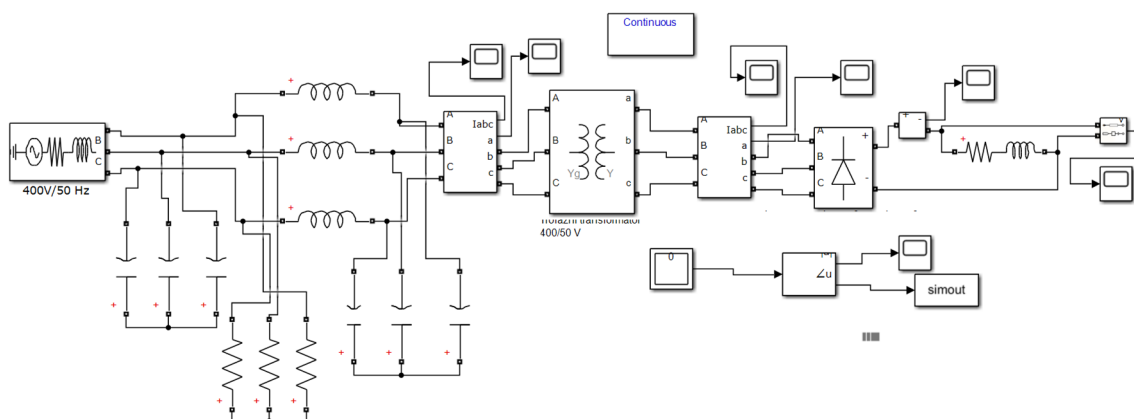 Continuous
A
B
C
Iabc
a
b
c
A
B
C
a
b
c
Yg
Y
A
B
C
Iabc
a
b
c
A
B
C
+
-
+
-
v
B
C
400V/50 Hz
400/50 V
0
∠u
simout